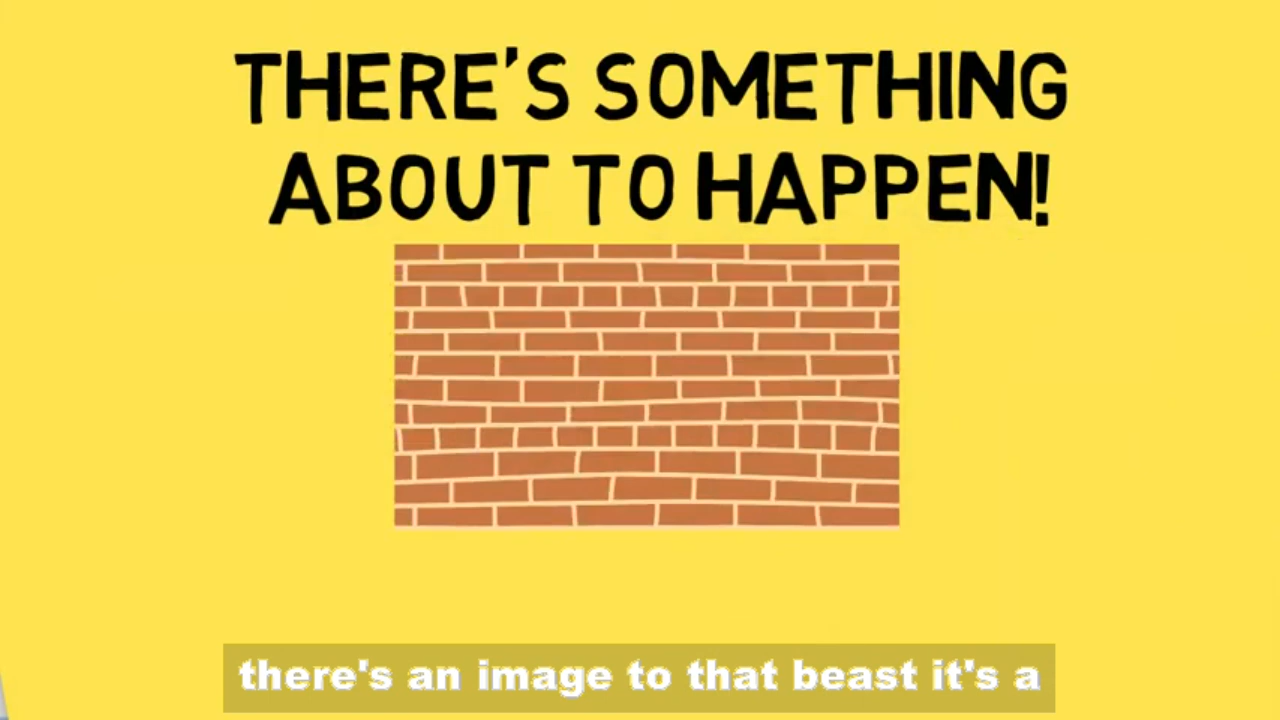 THERE'S SOMETHING
ABOUT TO HAPPEN!
there's an image to that beast it's a